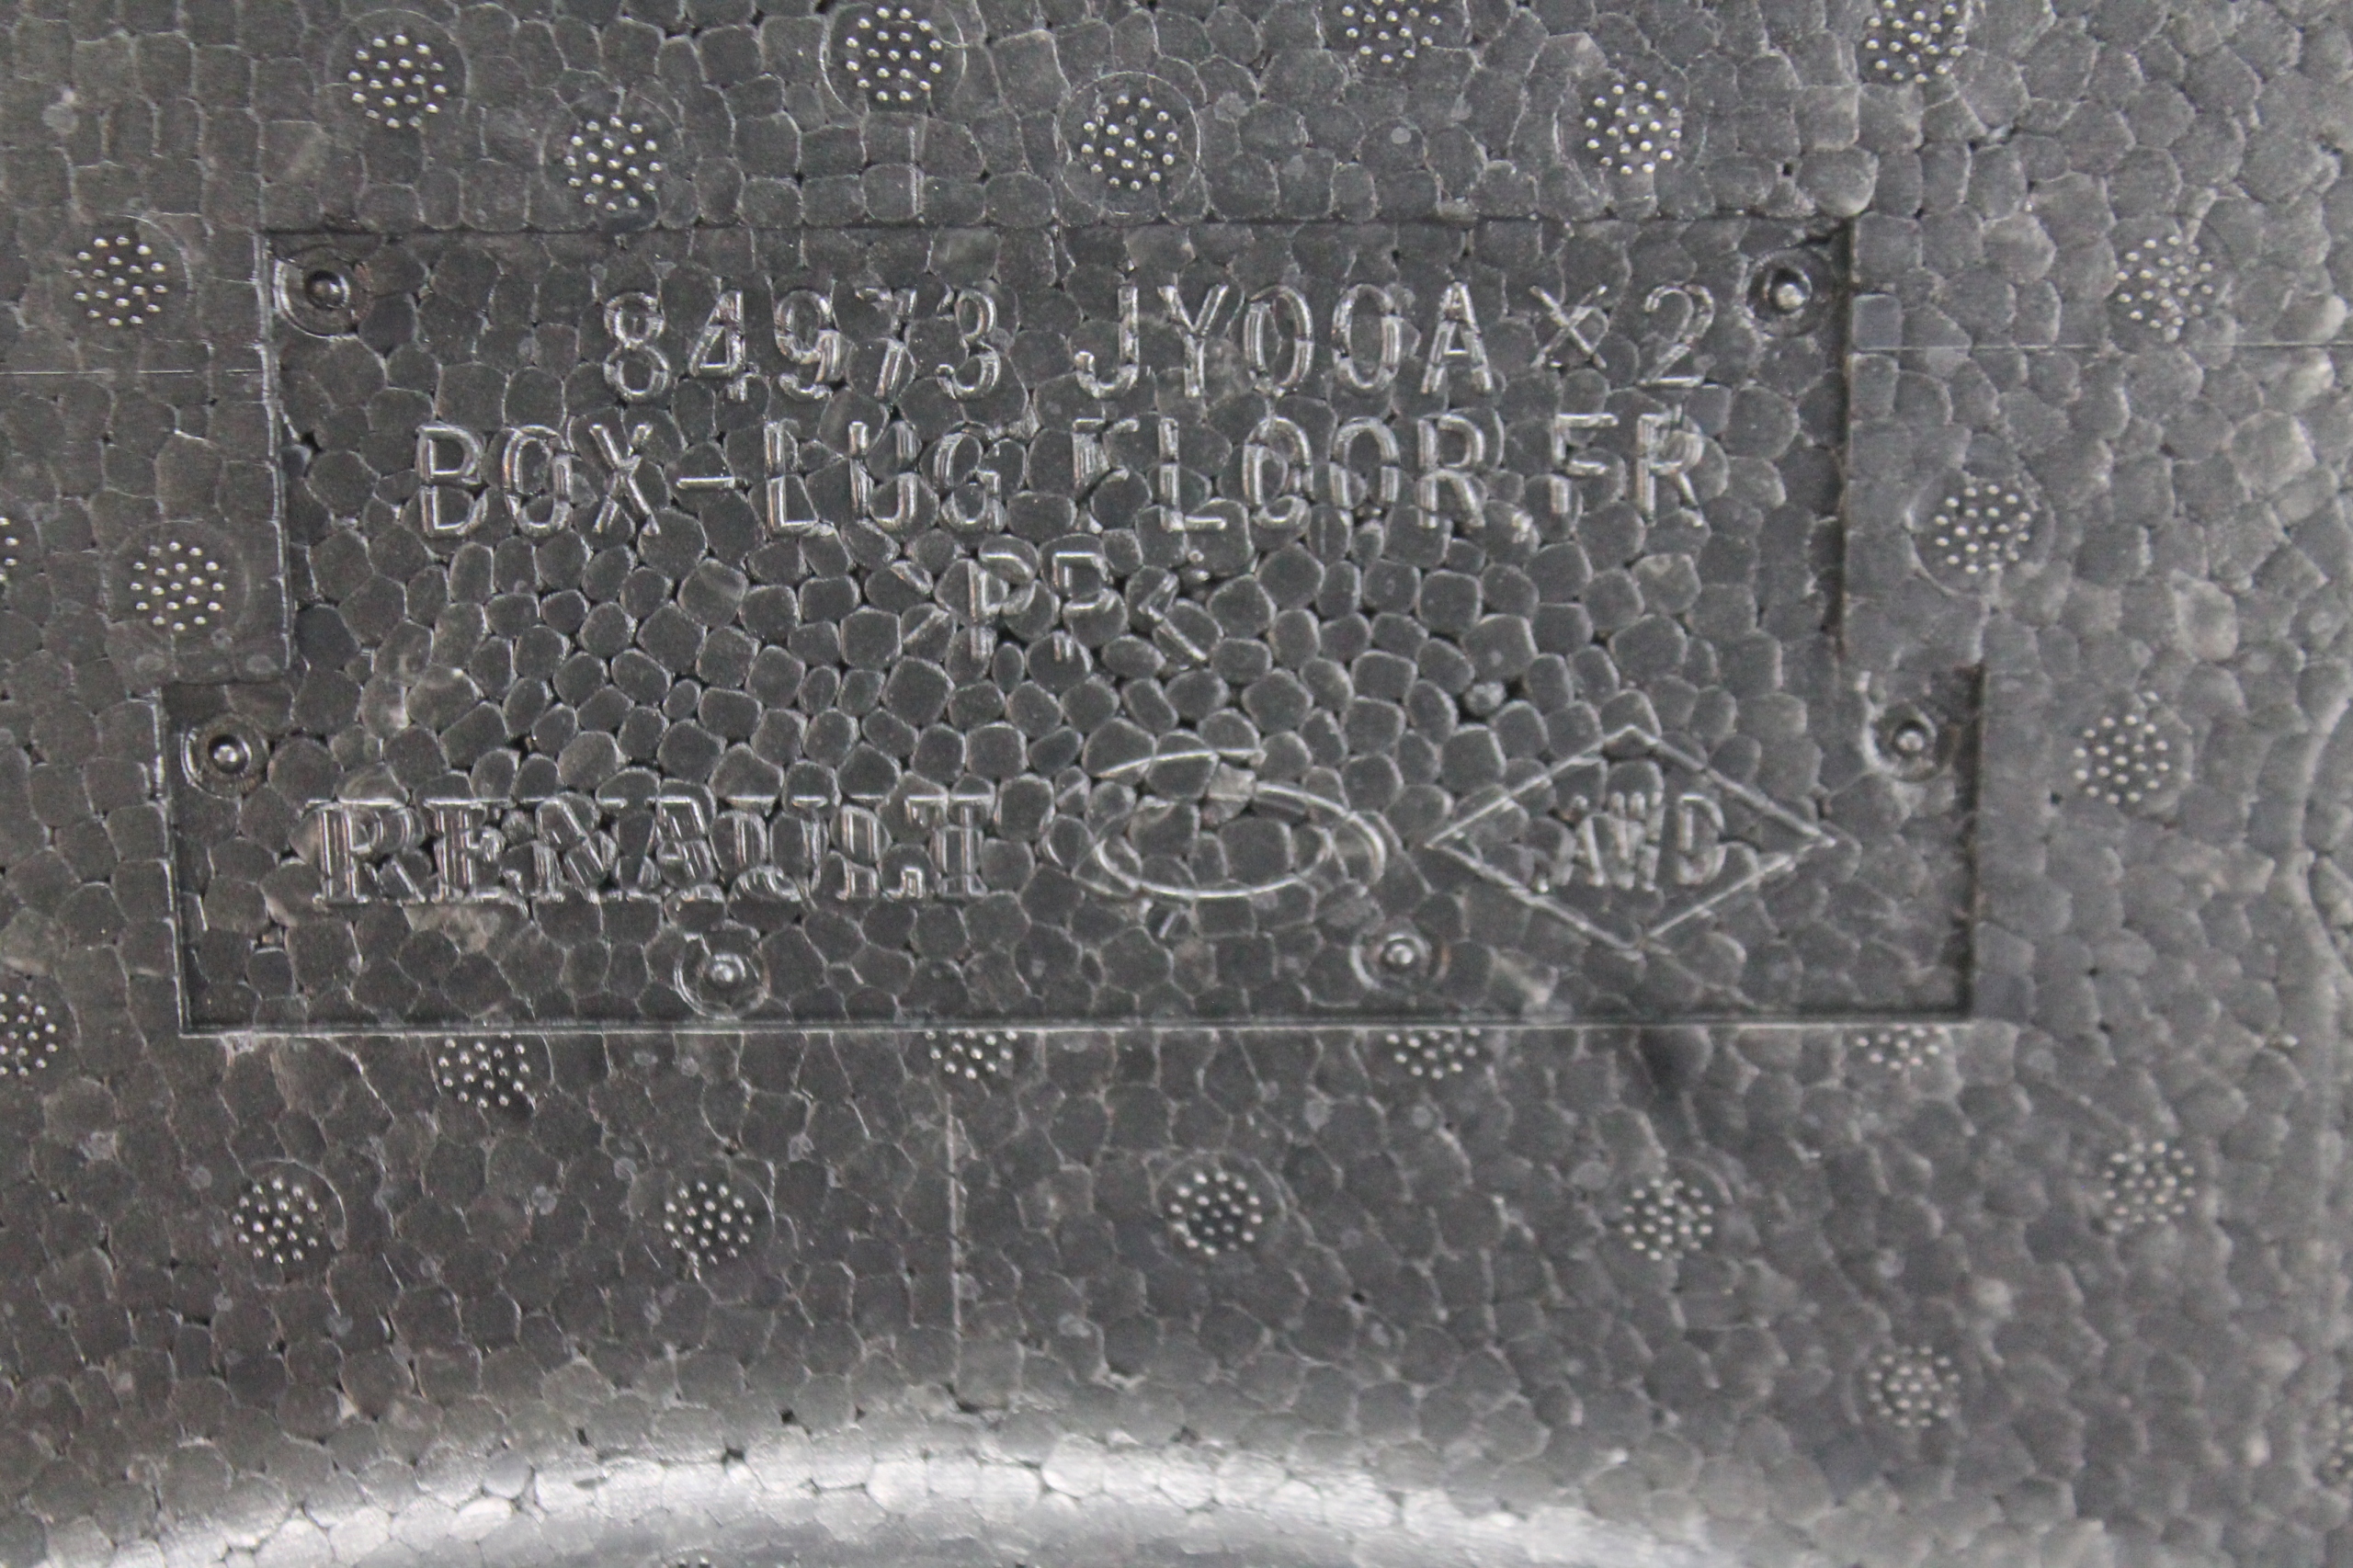 84973 JY00A ×2
BOX-LUG FLOOR, FR
>PP<
RENAULT AWD